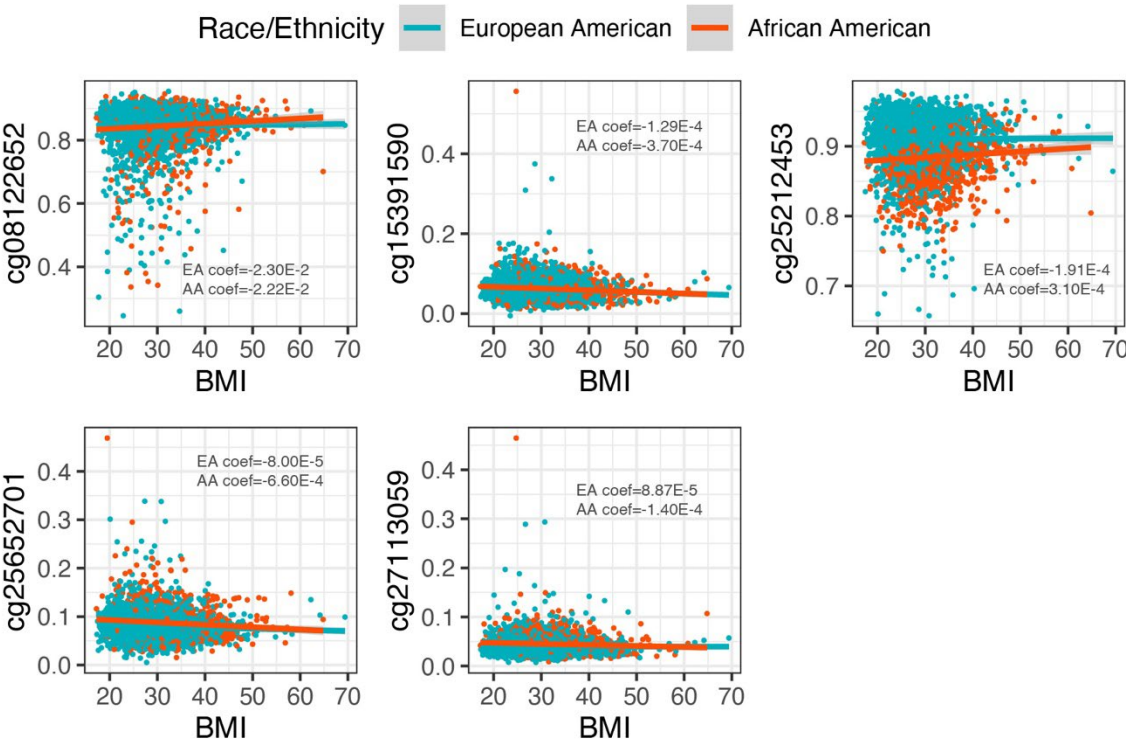 Race/Ethnicity European American African American
cg08122652
0.8
0.6
0.4
EA coef=-2.30E-2
AA coef=-2.22E-2
20 30 40 50 60 70
BMI
cg15391590
0.4
0.2
0.0
EA coef=-1.29E-4
AA coef=-3.70E-4
20 30 40 50 60 70
BMI
cg25212453
0.9
0.8
0.7
EA coef=-1.91E-4
AA coef=3.10E-4
20 30 40 50 60 70
BMI
cg25652701
0.4
0.3
0.2
0.1
0.0
EA coef=-8.00E-5
AA coef=-6.60E-4
20 30 40 50 60 70
BMI
cg27113059
0.4
0.3
0.2
0.1
0.0
EA coef=8.87E-5
AA coef=-1.40E-4
20 30 40 50 60 70
BMI